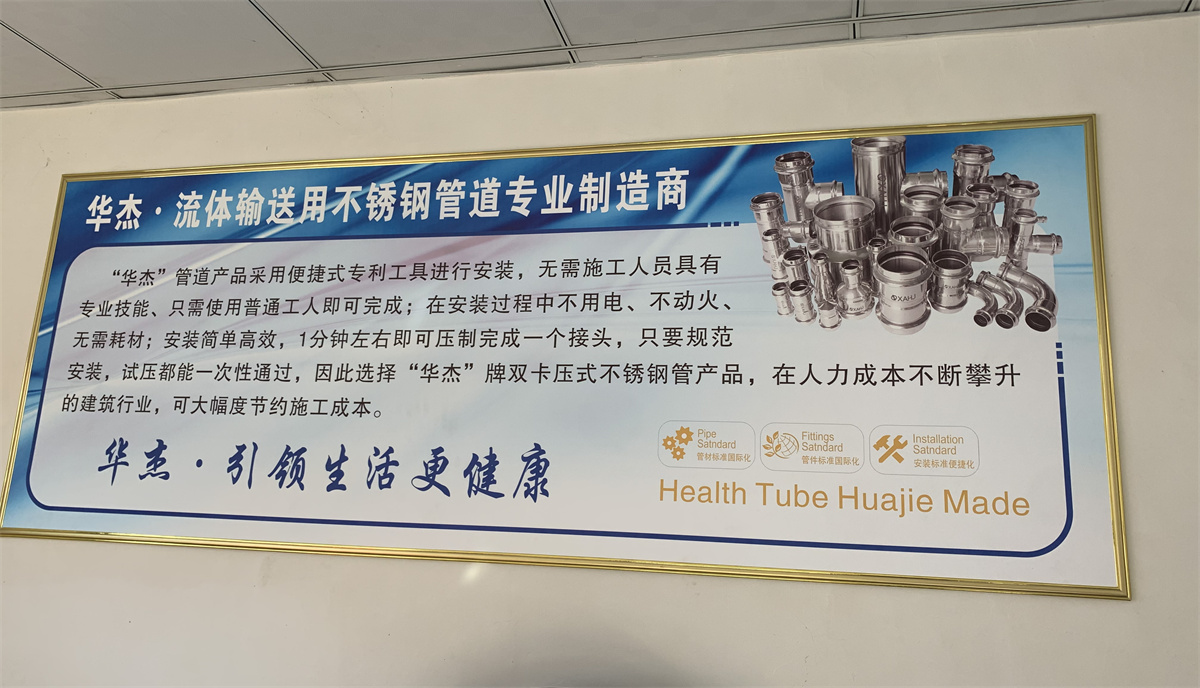 华杰·流体输送用不锈钢管道专业制造商
“华杰”管道产品采用便捷式专利工具进行安装，无需施工人员具有
专业技能、只需使用普通工人即可完成；在安装过程中不用电、不动火、
无需耗材；安装简单高效，1分钟左右即可压制完成一个接头，只要规范
安装，试压都能一次性通过，因此选择“华杰”牌双卡压式不锈钢管产品，在人力成本不断攀升
的建筑行业，可大幅度节约施工成本。
华杰·引领生活更健康
Pipe
Satndard
管材标准国际化
Fittings
Satndard
管件标准国际化
Installation
Satndard
安装标准便捷化
Health Tube Huajie Made
XAHJ